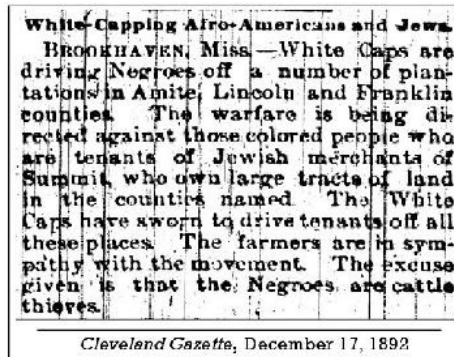 White-Capping Afro-Americans and Jews.
BROOKHAVEN, Miss.—White Caps are
driving Negroes off a number of plan-
tations in Amite, Lincoln and Franklin
counties. The warfare is being di-
rected against those colored people who
are tenants of Jewish merchants of
Summit, who own large tracts of land
in the counties named. The White
Caps have sworn to drive tenants off all
these places. The farmers are in sym-
pathy with the movement. The excuse
given is that the Negroes are cattle
thieves.
Cleveland Gazette, December 17, 1892